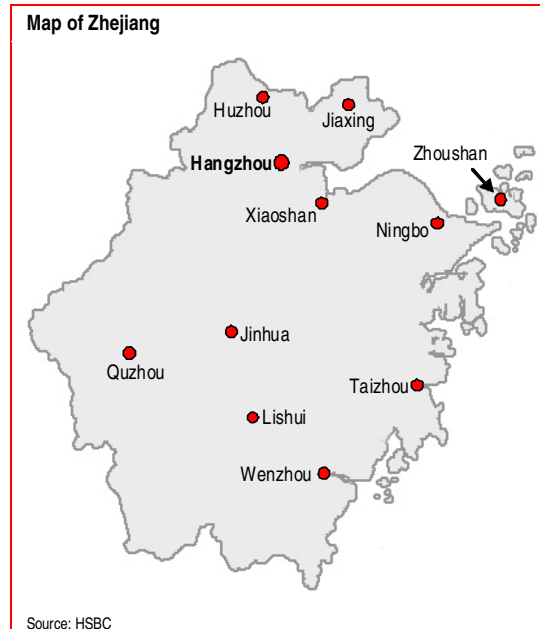 Map of Zhejiang
Huzhou
Jiaxing
Zhoushan
Hangzhou
Xiaoshan
Ningbo
Jinhua
Quzhou
Taizhou
Lishui
Wenzhou
Source: HSBC